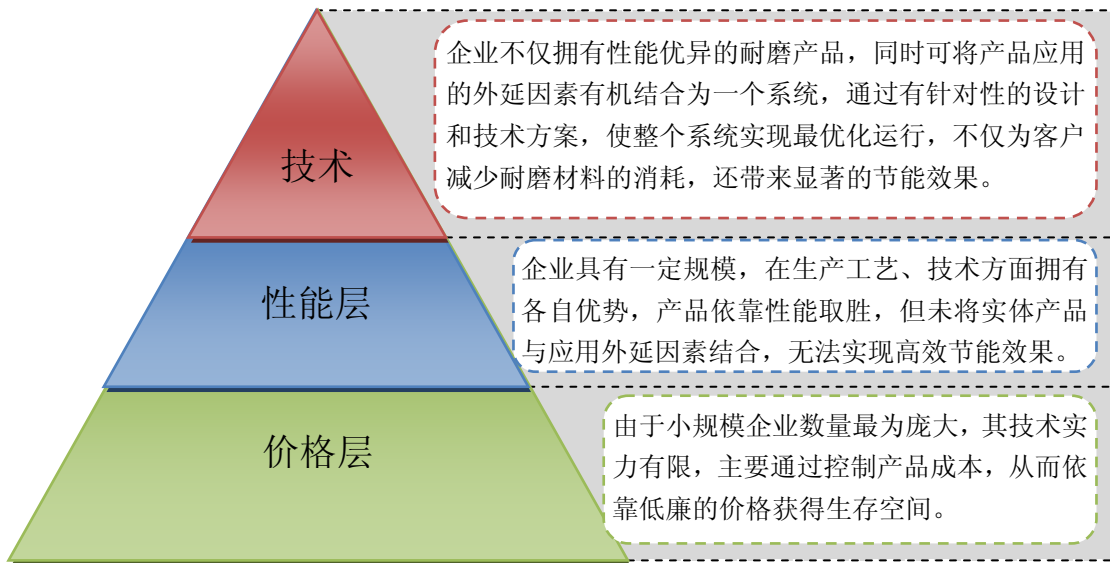 技术
企业不仅拥有性能优异的耐磨产品，同时可将产品应用
的外延因素有机结合为一个系统，通过有针对性的设计
和技术方案，使整个系统实现最优化运行，不仅为客户
减少耐磨材料的消耗，还带来显著的节能效果。
性能层
企业具有一定规模，在生产工艺、技术方面拥有
各自优势，产品依靠性能取胜，但未将实体产品
与应用外延因素结合，无法实现高效节能效果。
价格层
由于小规模企业数量最为庞大，其技术实
力有限，主要通过控制产品成本，从而依
靠低廉的价格获得生存空间。